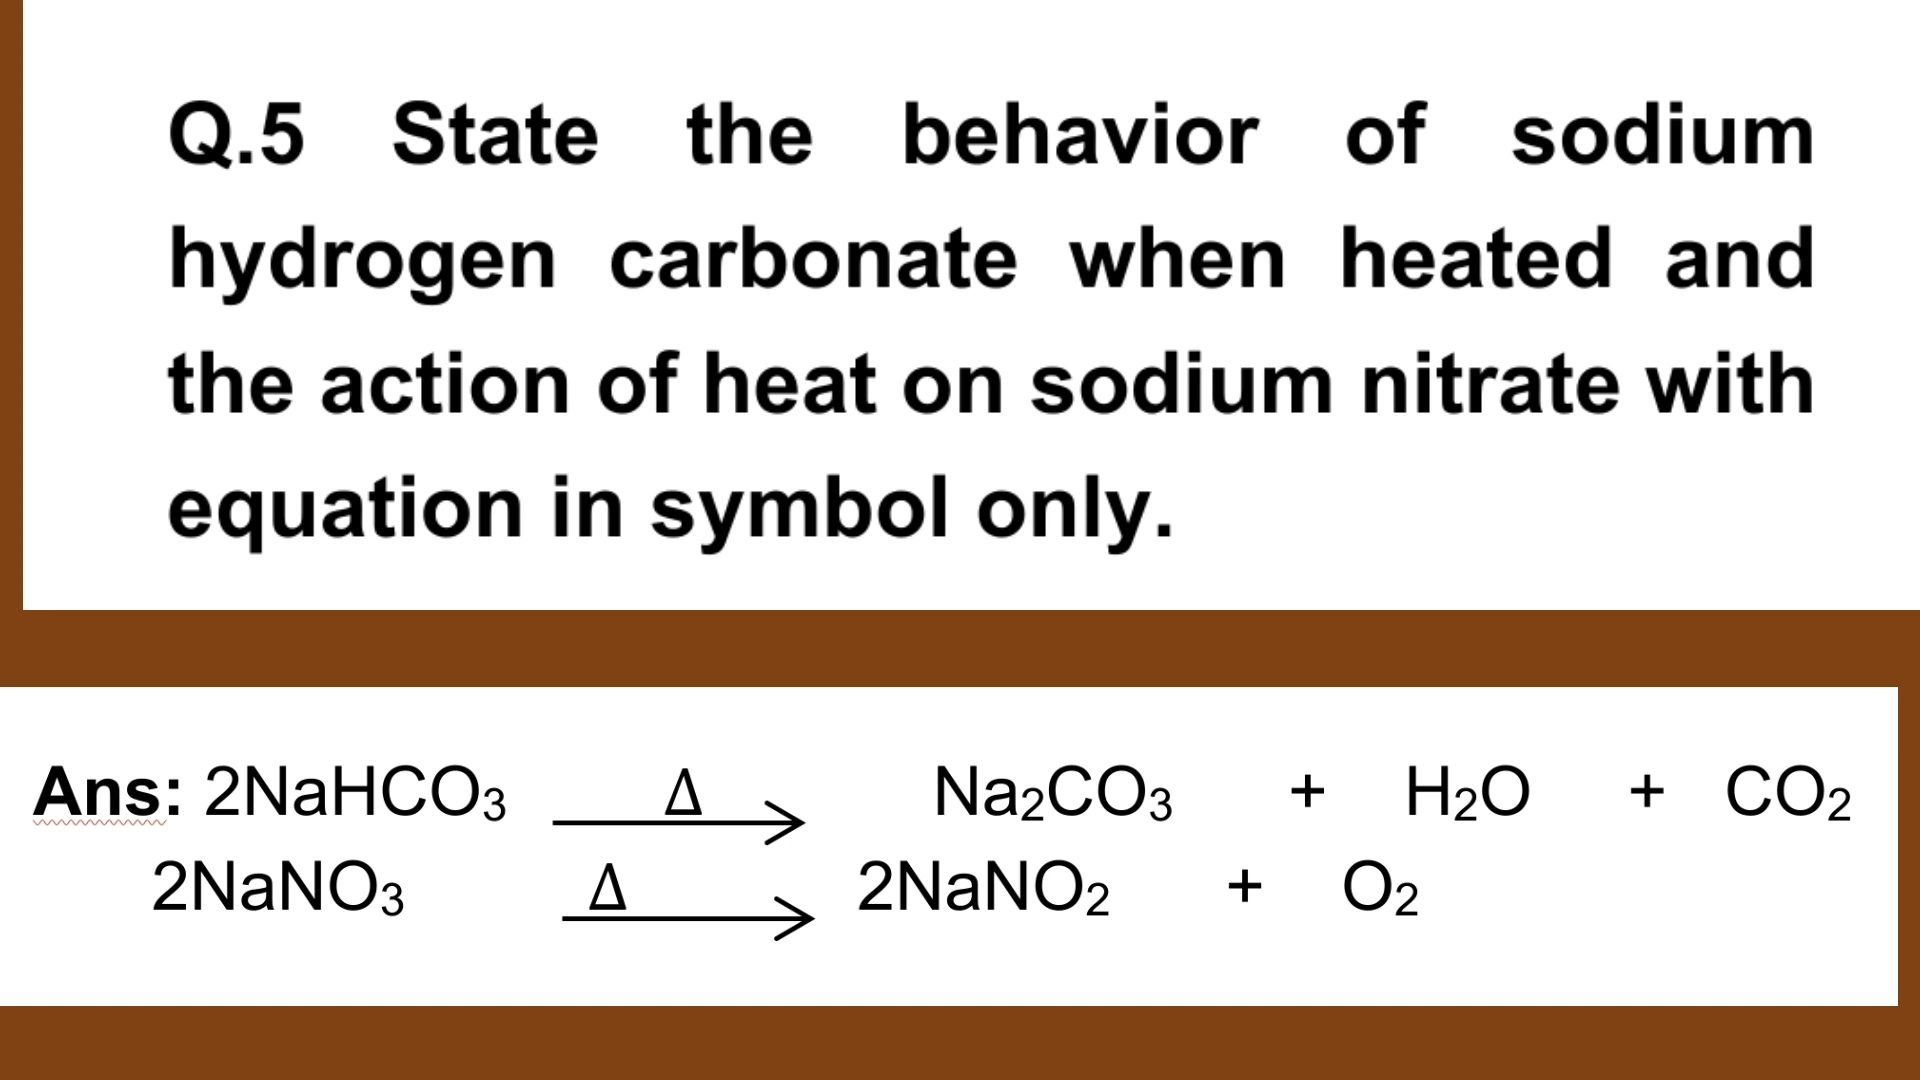 Q.5 State the behavior of sodium
hydrogen carbonate when heated and
the action of heat on sodium nitrate with
equation in symbol only.
Ans: 2NaHCO₃ Δ→ Na₂CO₃ + H₂O + CO₂
2NaNO₃ Δ→ 2NaNO₂ + O₂